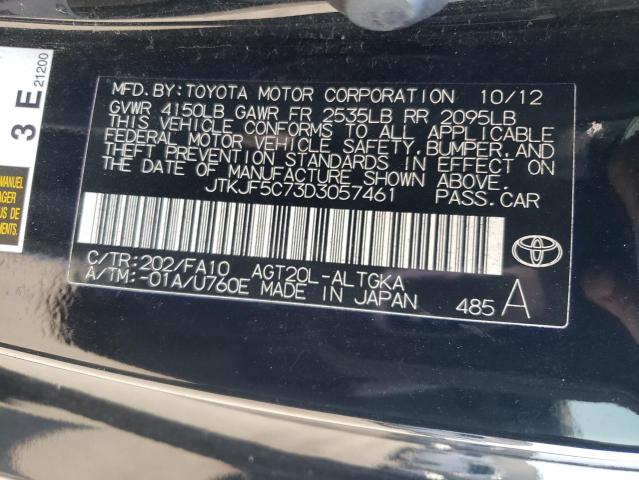 MFD. BY: TOYOTA MOTOR CORPORATION 10/12
GVWR 4150LB GAWR FR 2535LB RR 2095LB
THIS VEHICLE CONFORMS TO ALL APPLICABLE
FEDERAL MOTOR VEHICLE SAFETY, BUMPER, AND
THEFT PREVENTION STANDARDS IN EFFECT ON
THE DATE OF MANUFACTURE SHOWN ABOVE.
JTKJF5C73D3057461 PASS. CAR
C/TR: 202/FA10 AGT20L-ALTGKA
A/TM: -01A/U760E MADE IN JAPAN
485 A
3 E
21200